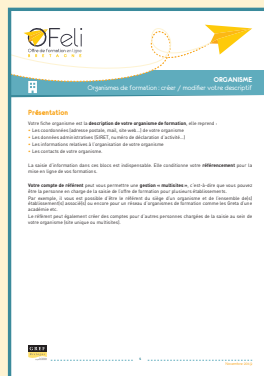 OFeli
Offre de formation en ligne
BRETAGNE
ORGANISME
Organismes de formation : créer / modifier votre descriptif
Présentation
Votre fiche organisme est la description de votre organisme de formation, elle reprend :
• Les coordonnées (adresse postale, mail, site web...) de votre organisme
• Les données administratives (SIRET, numéro de déclaration d'activité...)
• Les informations relatives à l'organisation de votre organisme
• Les contacts de votre organisme.
La saisie d'information dans ces blocs est indispensable. Elle conditionne votre référencement pour la
mise en ligne de vos formations.
Votre compte de référent peut vous permettre une gestion « multisites », c'est-à-dire que vous pouvez
être la personne en charge de la saisie de l'offre de formation pour plusieurs établissements.
Par exemple, il vous est possible d'être le référent du siège d'un organisme et de l'ensemble de(s)
établissement(s) associé(s) ou encore pour un réseau d'organismes de formation comme les Greta d'une
académie etc.
Le référent peut également créer des comptes pour d'autres personnes chargées de la saisie au sein de
votre organisme (site unique ou multisites).
GREF
BRETAGNE